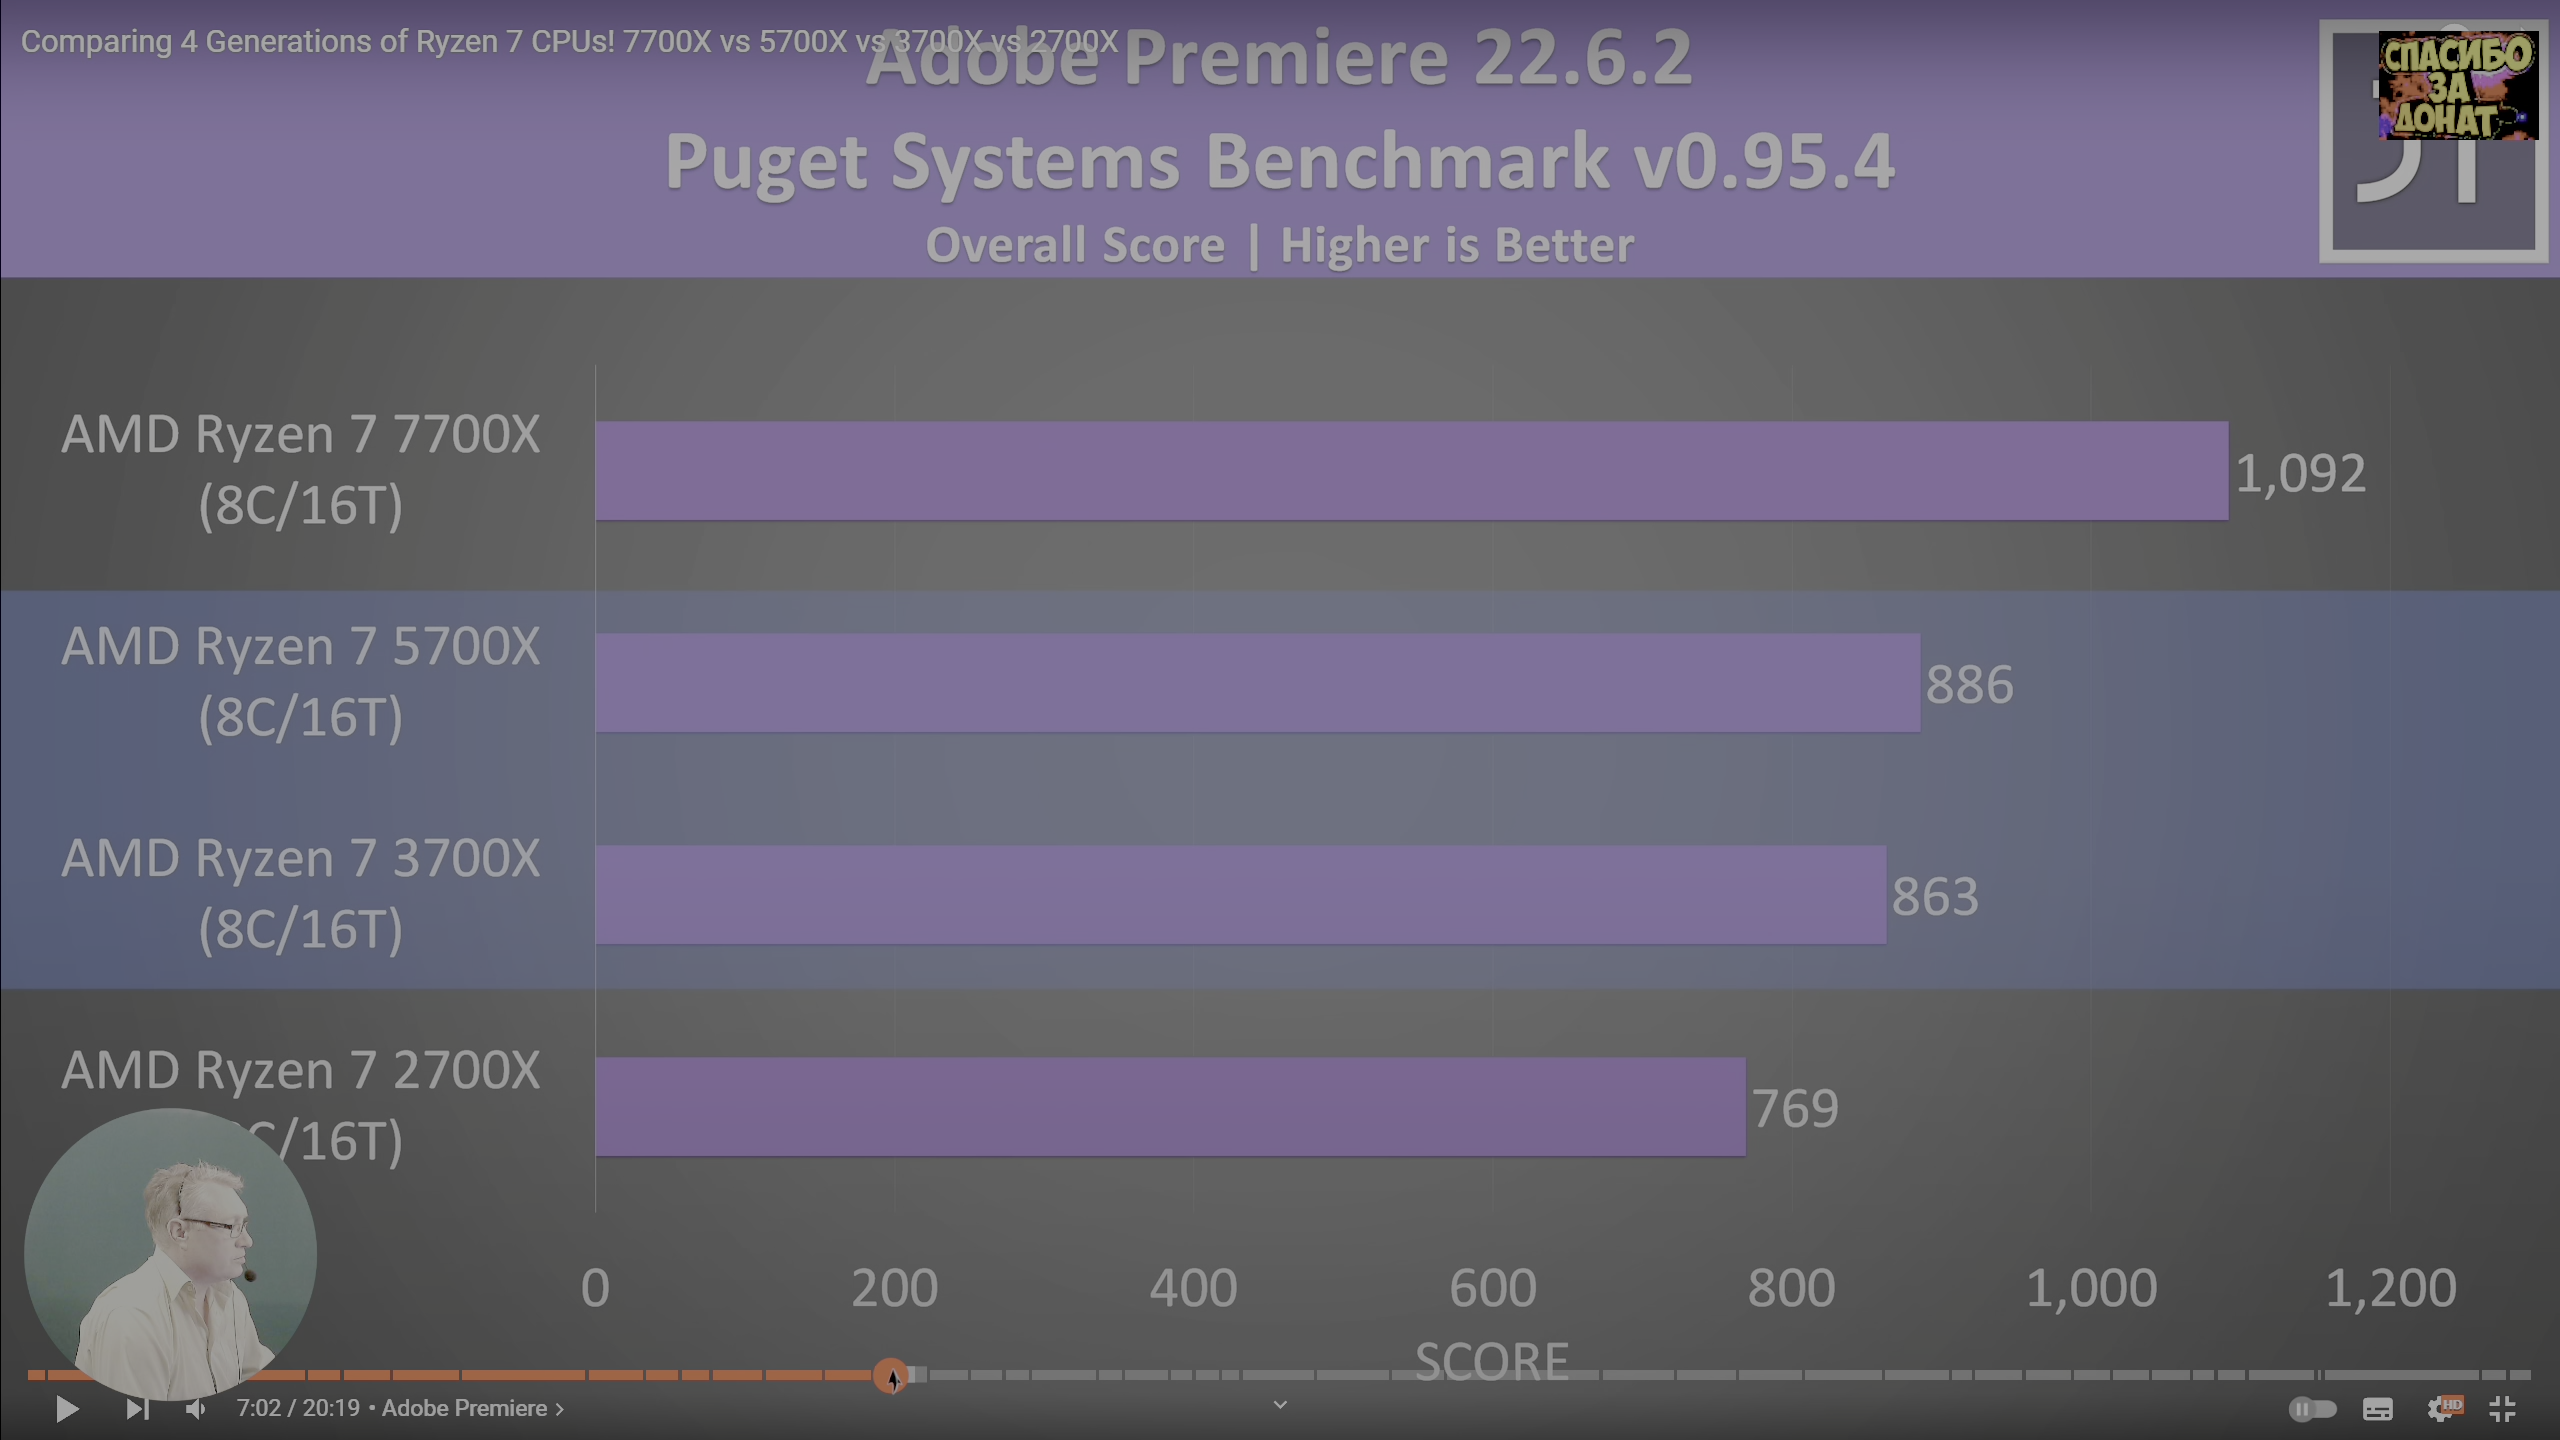 Comparing 4 Generations of Ryzen 7 CPUs! 7700X vs 5700X vs 3700X vs 2700X
Adobe Premiere 22.6.2
Puget Systems Benchmark v0.95.4
Overall Score | Higher is Better
СПАСИБО
ЗА
ДОНАТ
AMD Ryzen 7 7700X
(8C/16T)
1,092
AMD Ryzen 7 5700X
(8C/16T)
886
AMD Ryzen 7 3700X
(8C/16T)
863
AMD Ryzen 7 2700X
C/16T)
769
0 200 400 600 800 1,000 1,200
SCORE
7:02 / 20:19 • Adobe Premiere
HD